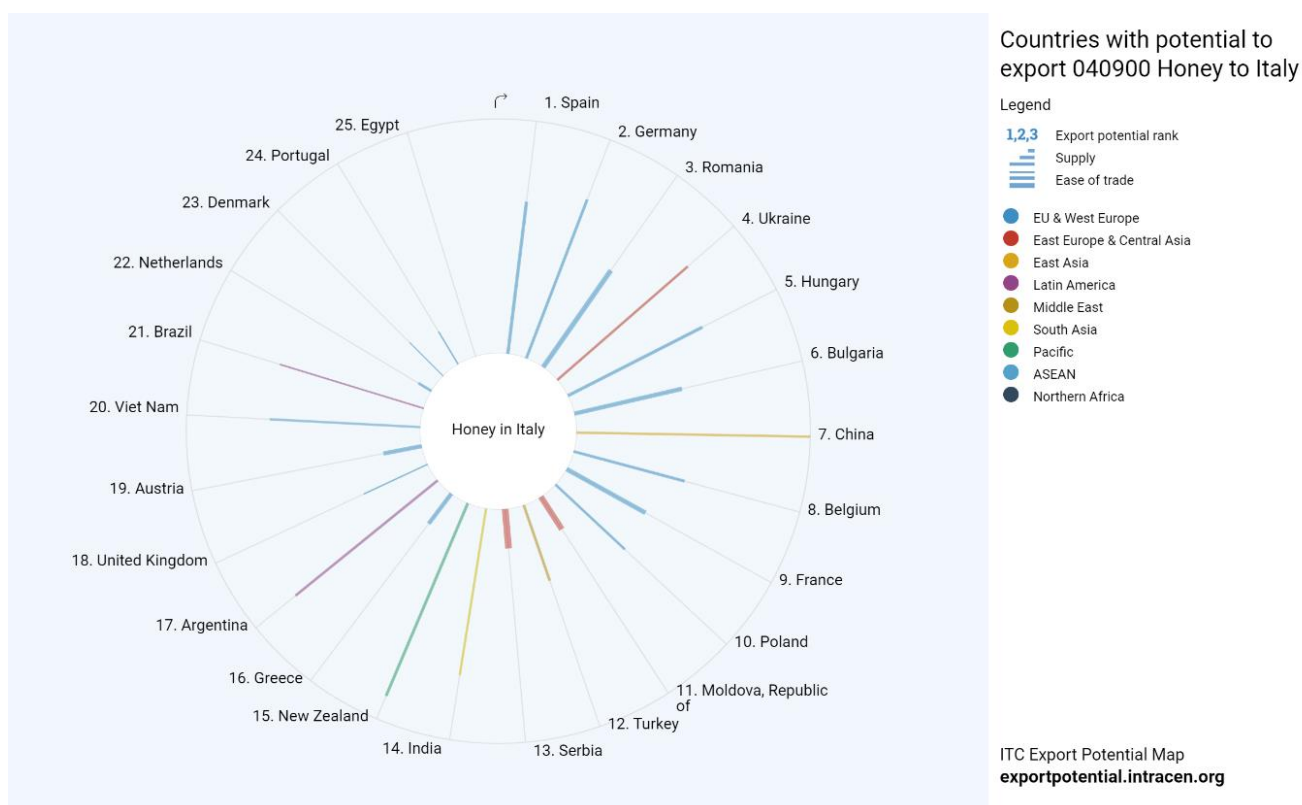 Countries with potential to
export 040900 Honey to Italy
Legend
1,2,3 Export potential rank
Supply
Ease of trade
EU & West Europe
East Europe & Central Asia
East Asia
Latin America
Middle East
South Asia
Pacific
ASEAN
Northern Africa
Honey in Italy
1. Spain
2. Germany
3. Romania
4. Ukraine
5. Hungary
6. Bulgaria
7. China
8. Belgium
9. France
10. Poland
11. Moldova, Republic
of
12. Turkey
13. Serbia
14. India
15. New Zealand
16. Greece
17. Argentina
18. United Kingdom
19. Austria
20. Viet Nam
21. Brazil
22. Netherlands
23. Denmark
24. Portugal
25. Egypt
ITC Export Potential Map
exportpotential.intracen.org